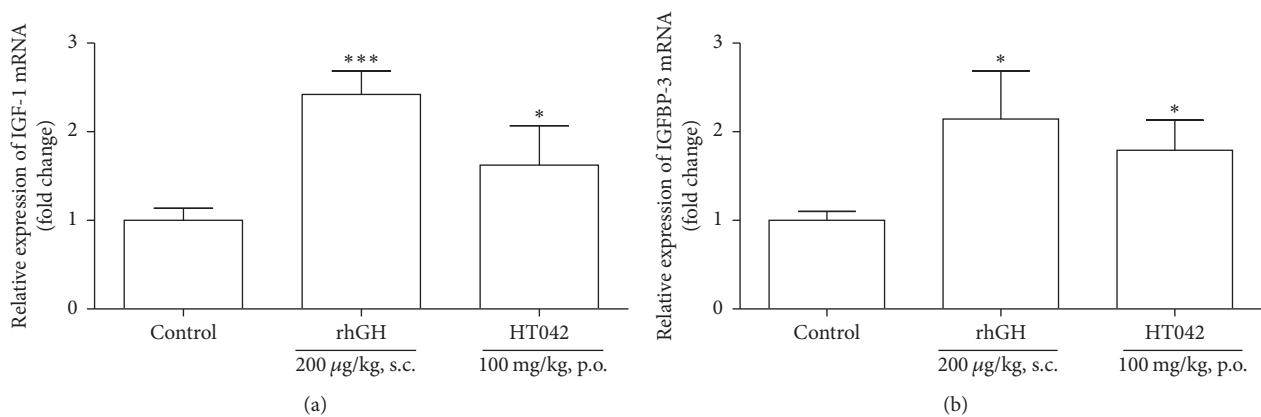 Relative expression of IGF-1 mRNA
(fold change)
3
2
1
0
***
*
Control
rhGH
HT042
200 μg/kg, s.c.
100 mg/kg, p.o.
(a)
Relative expression of IGFBP-3 mRNA
(fold change)
3
2
1
0
*
*
Control
rhGH
HT042
200 μg/kg, s.c.
100 mg/kg, p.o.
(b)